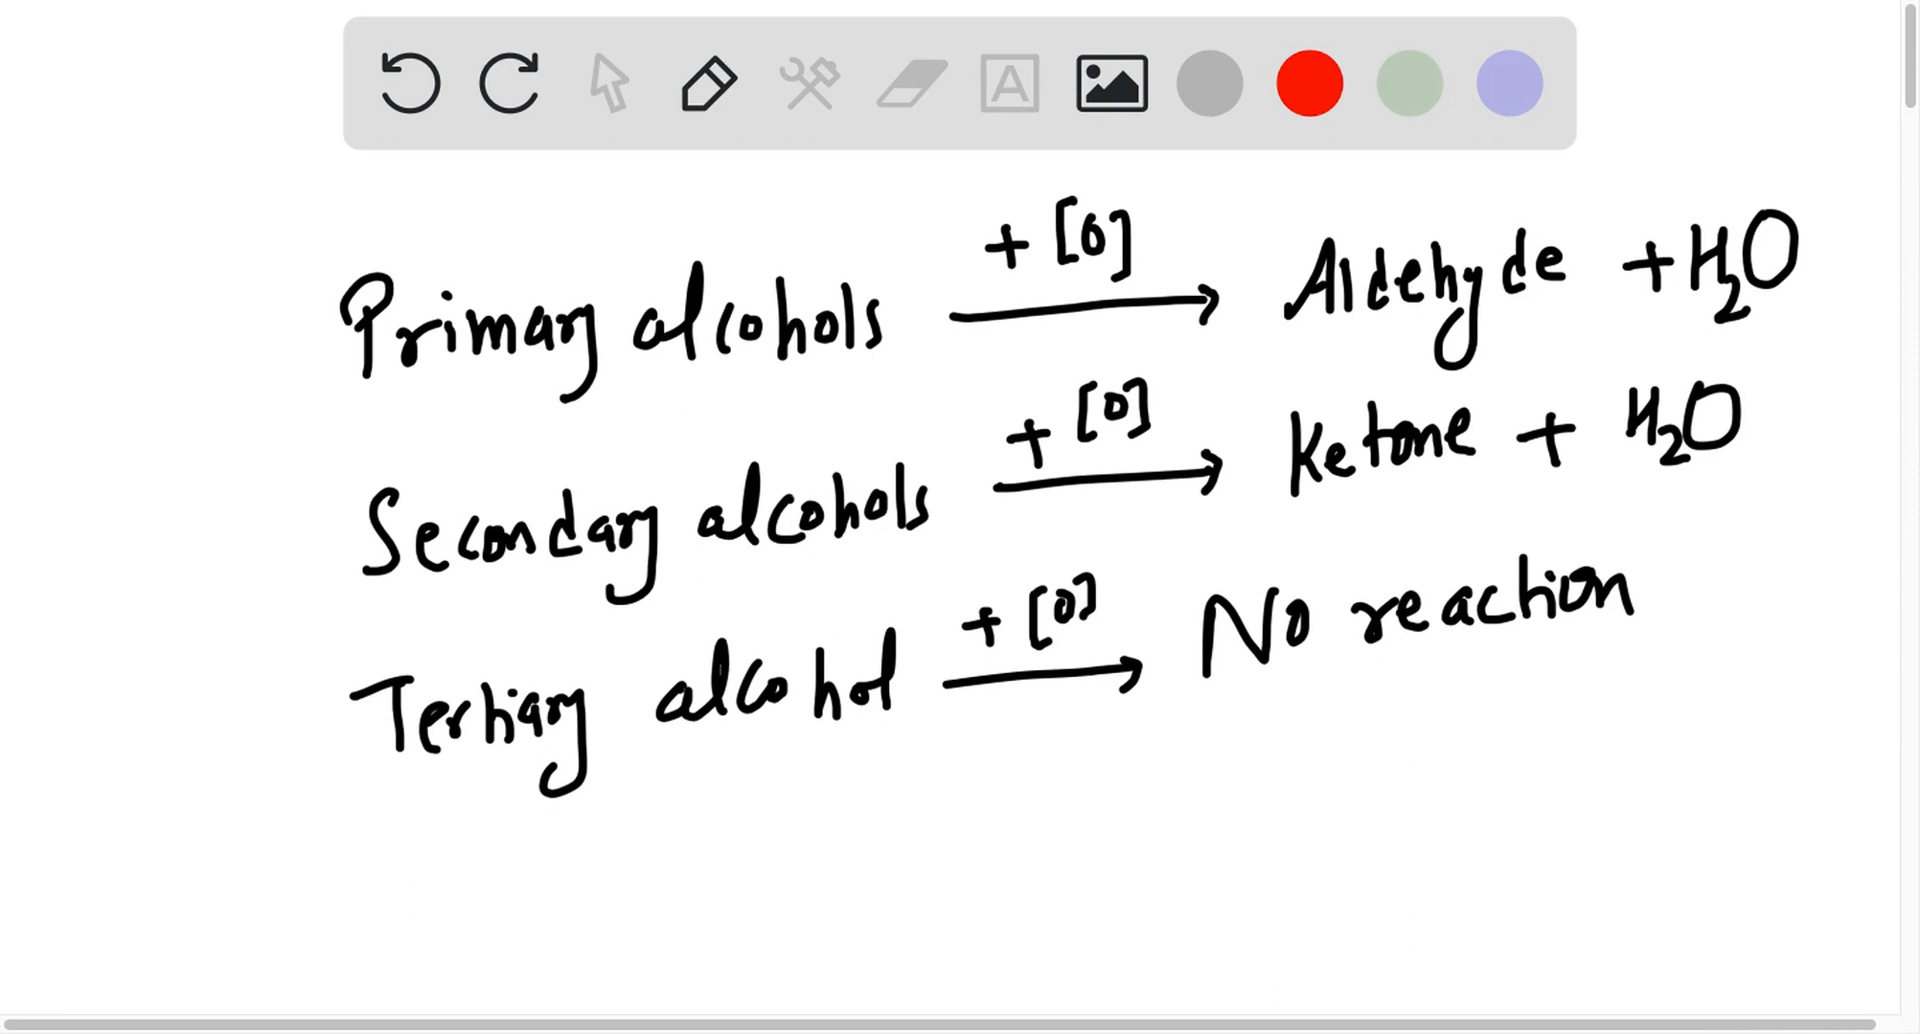 A
Primary alcohols + [O] → Aldehyde + H₂O
Secondary alcohols + [O] → Ketone + H₂O
Tertiary alcohol + [O] → No reaction